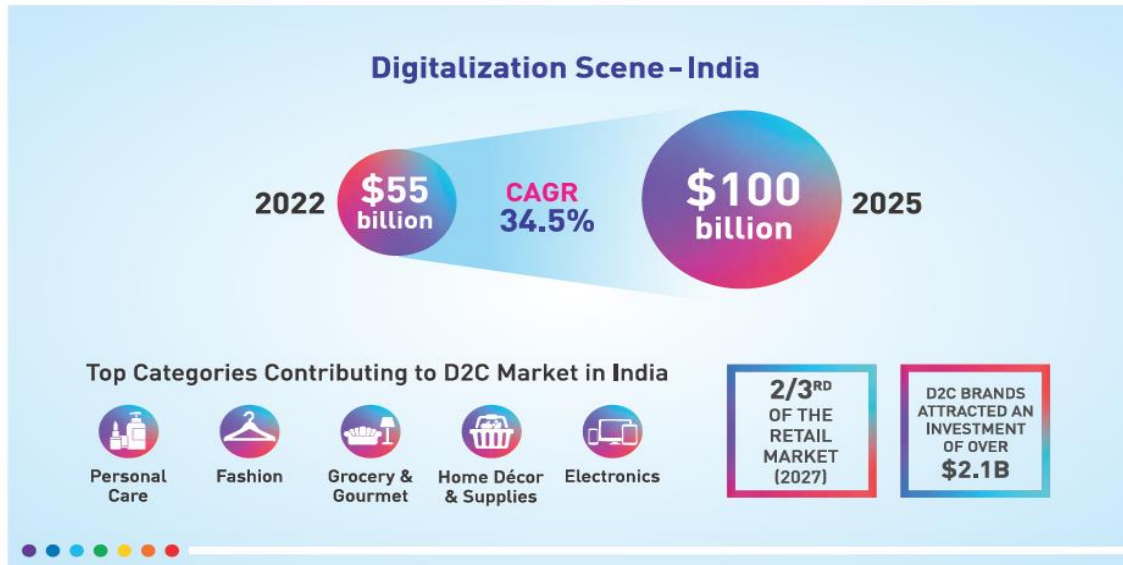 Digitalization Scene – India
2022
$55
billion
CAGR
34.5%
$100
billion
2025
Top Categories Contributing to D2C Market in India
Personal
Care
Fashion
Grocery &
Gourmet
Home Décor
& Supplies
Electronics
2/3RD
OF THE
RETAIL
MARKET
(2027)
D2C BRANDS
ATTRACTED AN
INVESTMENT
OF OVER
$2.1B